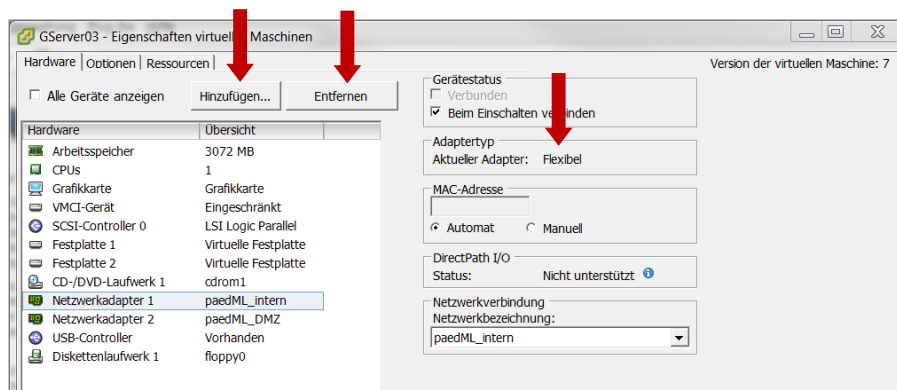 GServer03 - Eigenschaften virtueller Maschinen
Hardware Optionen Ressourcen
Version der virtuellen Maschine: 7
Alle Geräte anzeigen
Hinzufügen...
Entfernen
Hardware Übersicht
Arbeitsspeicher 3072 MB
CPUs 1
Grafikkarte Grafikkarte
VMCI-Gerät Eingeschränkt
SCSI-Controller 0 LSI Logic Parallel
Festplatte 1 Virtuelle Festplatte
Festplatte 2 Virtuelle Festplatte
CD-/DVD-Laufwerk 1 cdrom1
Netzwerkadapter 1 paedML_intern
Netzwerkadapter 2 paedML_DMZ
USB-Controller Vorhanden
Diskettenlaufwerk 1 floppy0
Gerätestatus
Verbunden
Beim Einschalten verbinden
Adaptertyp
Aktueller Adapter: Flexibel
MAC-Adresse
Automat Manuell
DirectPath I/O
Status: Nicht unterstützt
Netzwerkverbindung
Netzwerkbezeichnung:
paedML_intern